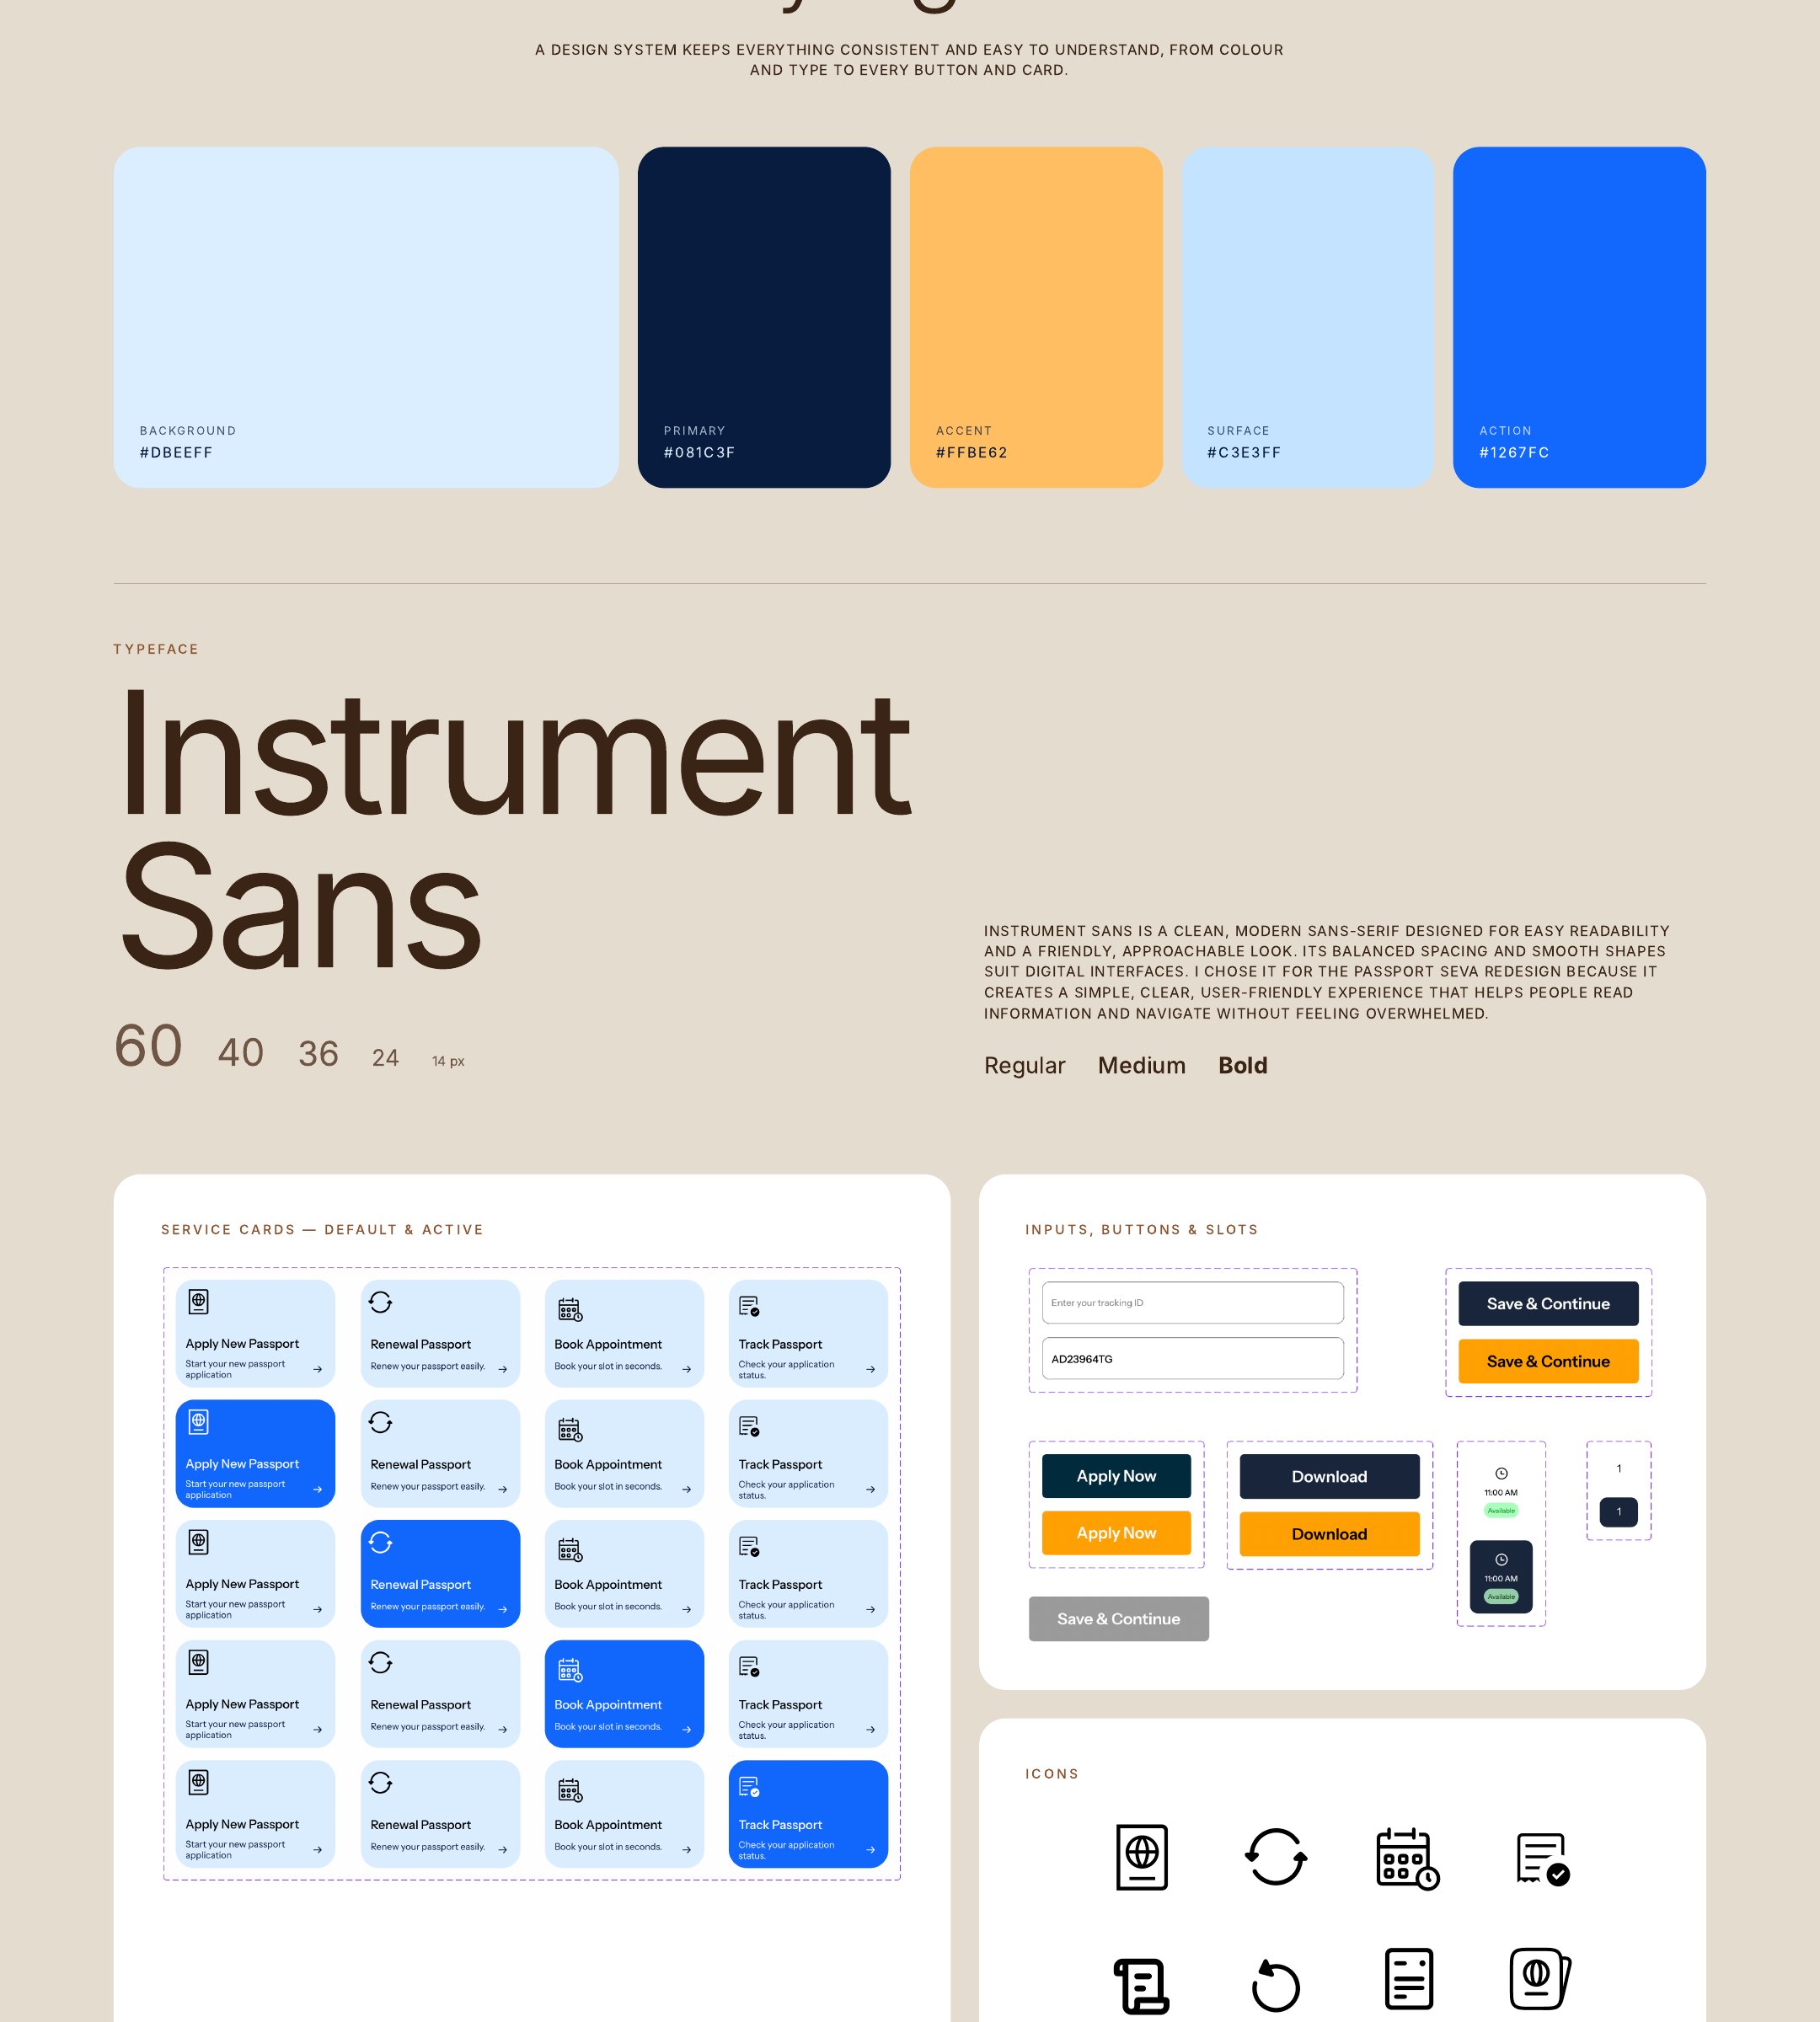 A DESIGN SYSTEM KEEPS EVERYTHING CONSISTENT AND EASY TO UNDERSTAND, FROM COLOUR
AND TYPE TO EVERY BUTTON AND CARD.
BACKGROUND
#DBEEFF
PRIMARY
#081C3F
ACCENT
#FFBE62
SURFACE
#C3E3FF
ACTION
#1267FC
TYPEFACE
Instrument
Sans
60 40 36 24 14 px
INSTRUMENT SANS IS A CLEAN, MODERN SANS-SERIF DESIGNED FOR EASY READABILITY
AND A FRIENDLY, APPROACHABLE LOOK. ITS BALANCED SPACING AND SMOOTH SHAPES
SUIT DIGITAL INTERFACES. I CHOSE IT FOR THE PASSPORT SEVA REDESIGN BECAUSE IT
CREATES A SIMPLE, CLEAR, USER-FRIENDLY EXPERIENCE THAT HELPS PEOPLE READ
INFORMATION AND NAVIGATE WITHOUT FEELING OVERWHELMED.
Regular Medium Bold
SERVICE CARDS — DEFAULT & ACTIVE
Apply New Passport
Start your new passport
application
Renewal Passport
Renew your passport easily.
Book Appointment
Book your slot in seconds.
Track Passport
Check your application
status.
Apply New Passport
Start your new passport
application
Renewal Passport
Renew your passport easily.
Book Appointment
Book your slot in seconds.
Track Passport
Check your application
status.
Apply New Passport
Start your new passport
application
Renewal Passport
Renew your passport easily.
Book Appointment
Book your slot in seconds.
Track Passport
Check your application
status.
Apply New Passport
Start your new passport
application
Renewal Passport
Renew your passport easily.
Book Appointment
Book your slot in seconds.
Track Passport
Check your application
status.
Apply New Passport
Start your new passport
application
Renewal Passport
Renew your passport easily.
Book Appointment
Book your slot in seconds.
Track Passport
Check your application
status.
INPUTS, BUTTONS & SLOTS
Enter your tracking ID
AD23964TG
Save & Continue
Save & Continue
Apply Now
Apply Now
Download
Download
11:00 AM
Available
11:00 AM
Available
1
1
Save & Continue
ICONS